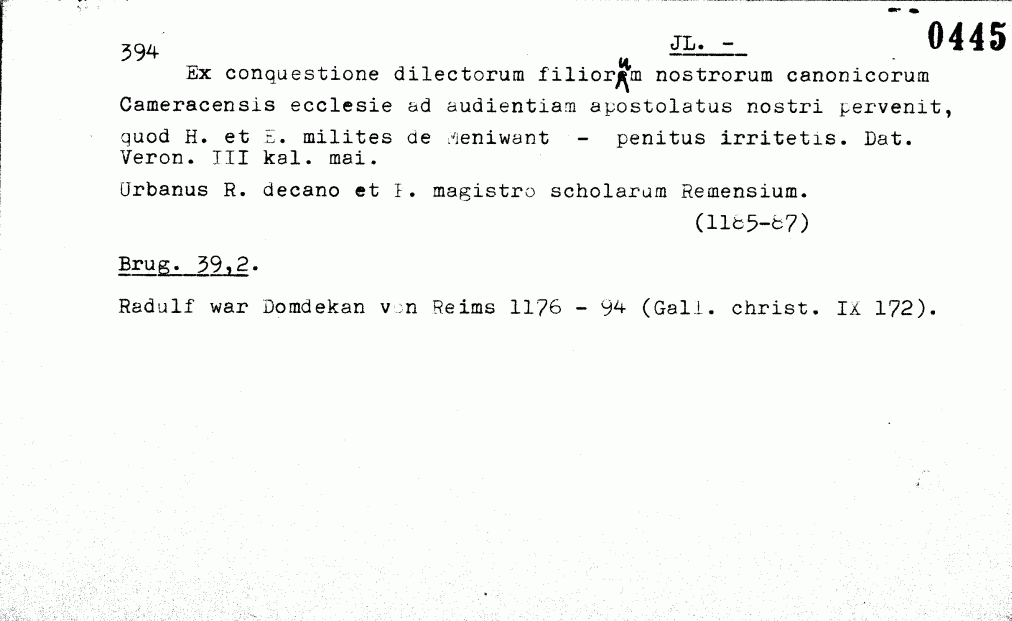 0445
394
JL. -
Ex conquestione dilectorum filiorum nostrorum canonicorum
Cameracensis ecclesie ad audientiam apostolatus nostri pervenit,
quod H. et E. milites de Meniwant - penitus irritetis. Dat.
Veron. III kal. mai.
Urbanus R. decano et magistro scholarum Remensium.
(1185-87)
Brug. 39,2.
Radulf war Domdekan von Reims 1176 - 94 (Gall. christ. IX 172).